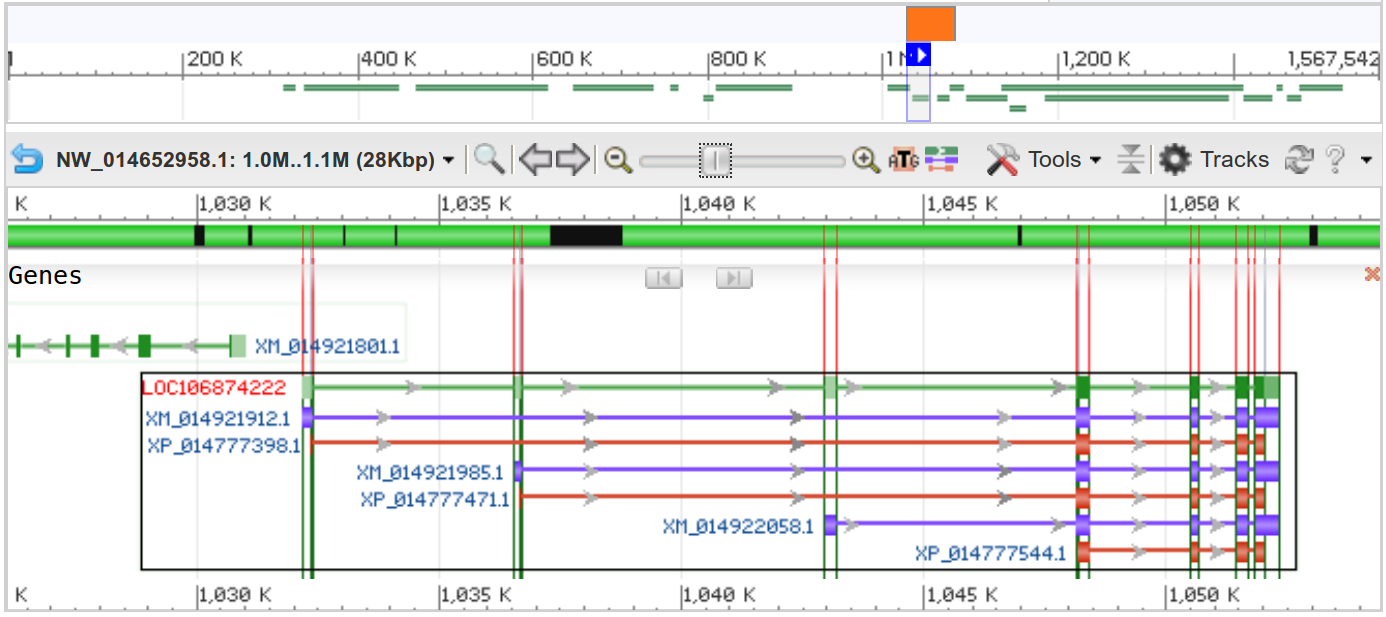 200 K 400 K 600 K 800 K 1 M 1,200 K 1,567,542
NW_014652958.1: 1.0M..1.1M (28Kbp) ATG Tools Tracks ?
K 1,030 K 1,035 K 1,040 K 1,045 K 1,050 K
Genes
XM_014921801.1
LOC106874222
XM_014921912.1
XP_014777398.1
XM_014921985.1
XP_014777471.1
XM_014922058.1
XP_014777544.1
K 1,030 K 1,035 K 1,040 K 1,045 K 1,050 K